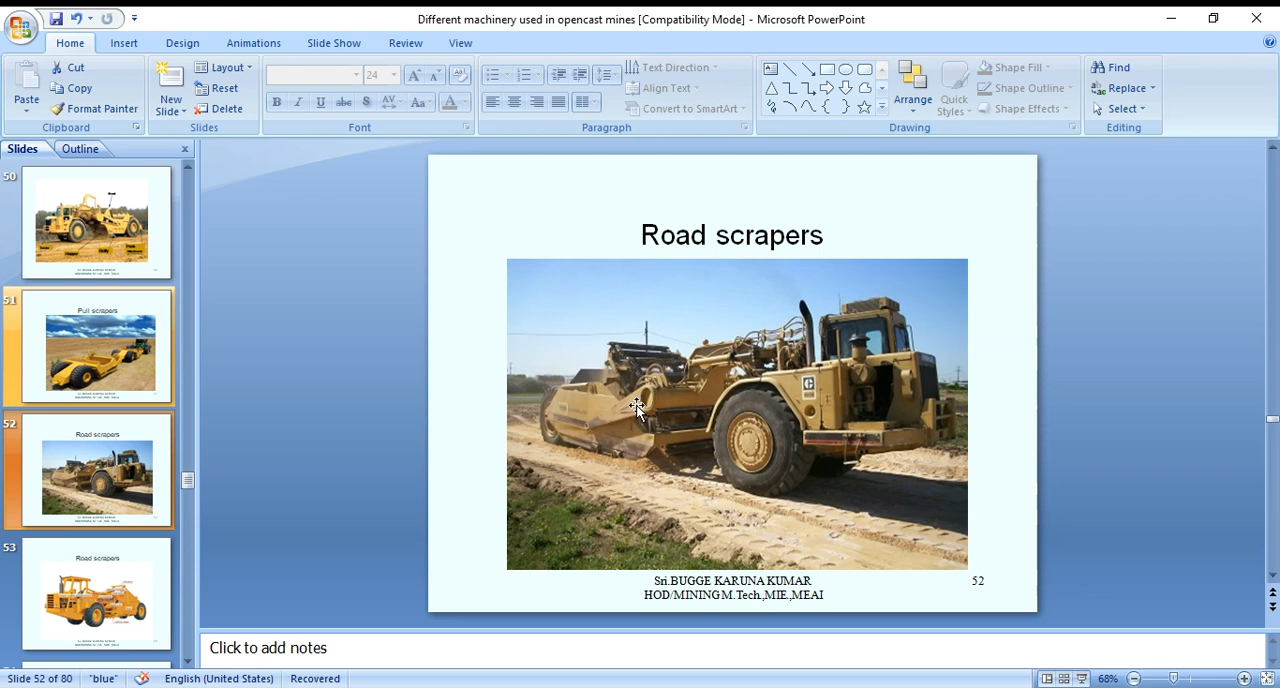 Different machinery used in opencast mines [Compatibility Mode] - Microsoft PowerPoint
Home Insert Design Animations Slide Show Review View
Paste
Cut
Copy
Format Painter
Clipboard
New
Slide
Layout
Reset
Delete
Slides
24
B I U abc S AV Aa A
Font
Text Direction
Align Text
Convert to SmartArt
Paragraph
Arrange
Quick
Styles
Shape Fill
Shape Outline
Shape Effects
Drawing
Find
Replace
Select
Editing
Slides Outline
50
51
Pull scrapers
52
Road scrapers
53
Road scrapers
Road scrapers
Sri.BUGGE KARUNA KUMAR
HOD/MINING M.Tech.,MIE.,MEAI
52
Click to add notes
Slide 52 of 80 "blue" English (United States) Recovered 68%